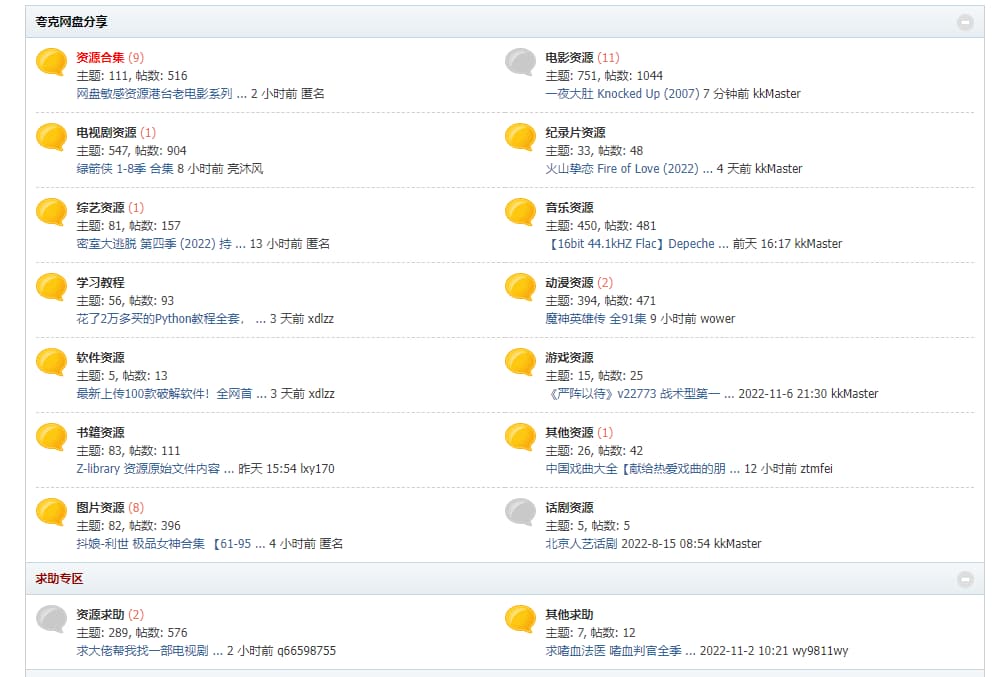 夸克网盘分享
资源合集 (9)
主题: 111, 帖数: 516
网盘敏感资源港台老电影系列 ... 2 小时前 匿名
电影资源 (11)
主题: 751, 帖数: 1044
一夜大肚 Knocked Up (2007) 7 分钟前 kkMaster
电视剧资源 (1)
主题: 547, 帖数: 904
绿箭侠 1-8季 合集 8 小时前 亮沐风
纪录片资源
主题: 33, 帖数: 48
火山挚恋 Fire of Love (2022) ... 4 天前 kkMaster
综艺资源 (1)
主题: 81, 帖数: 157
密室大逃脱 第四季 (2022) 持 ... 13 小时前 匿名
音乐资源
主题: 450, 帖数: 481
【16bit 44.1kHZ Flac】Depeche ... 前天 16:17 kkMaster
学习教程
主题: 56, 帖数: 93
花了2万多买的Python教程全套， ... 3 天前 xdlzz
动漫资源 (2)
主题: 394, 帖数: 471
魔神英雄传 全91集 9 小时前 wower
软件资源
主题: 5, 帖数: 13
最新上传100款破解软件！全网首 ... 3 天前 xdlzz
游戏资源
主题: 15, 帖数: 25
《严阵以待》v22773 战术型第一 ... 2022-11-6 21:30 kkMaster
书籍资源
主题: 83, 帖数: 111
Z-library 资源原始文件内容 ... 昨天 15:54 lxy170
其他资源 (1)
主题: 26, 帖数: 42
中国戏曲大全【献给热爱戏曲的朋 ... 12 小时前 ztmfei
图片资源 (8)
主题: 82, 帖数: 396
抖娘-利世 极品女神合集 【61-95 ... 4 小时前 匿名
话剧资源
主题: 5, 帖数: 5
北京人艺话剧 2022-8-15 08:54 kkMaster
求助专区
资源求助 (2)
主题: 289, 帖数: 576
求大佬帮我找一部电视剧 ... 2 小时前 q66598755
其他求助
主题: 7, 帖数: 12
求嗜血法医 嗜血判官全季 ... 2022-11-2 10:21 wy9811wy